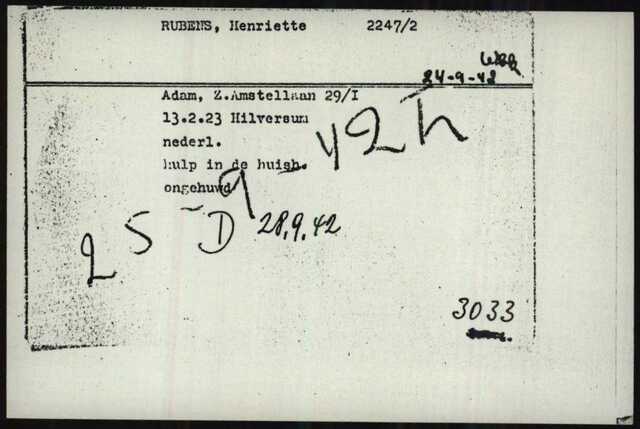 RUBENS, Henriette 2247/2
24-9-42
Adam, Z.Amstellaan 29/I
13.2.23 Hilversum
nederl.
hulp in de huish.
ongehuwd
25-9-42
D 28.9.42
3033